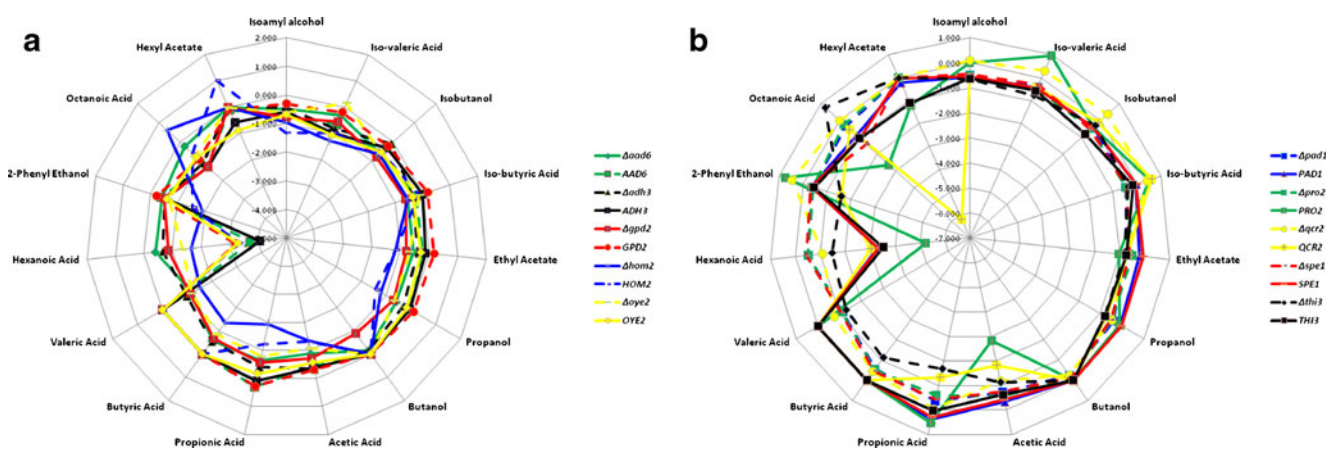 a
Isoamyl alcohol
Iso-valeric Acid
Isobutanol
Iso-butyric Acid
Ethyl Acetate
Propanol
Butanol
Acetic Acid
Propionic Acid
Butyric Acid
Valeric Acid
Hexanoic Acid
2-Phenyl Ethanol
Octanoic Acid
Hexyl Acetate
2.000
1.000
0.000
-1.000
-2.000
-3.000
-4.000
Δaad6
AAD6
Δadh3
ADH3
Δgpd2
GPD2
Δhom2
HOM2
Δoye2
OYE2
b
Isoamyl alcohol
Iso-valeric Acid
Isobutanol
Iso-butyric Acid
Ethyl Acetate
Propanol
Butanol
Acetic Acid
Propionic Acid
Butyric Acid
Valeric Acid
Hexanoic Acid
2-Phenyl Ethanol
Octanoic Acid
Hexyl Acetate
1.000
0.000
-1.000
-2.000
-3.000
-4.000
-5.000
-6.000
-7.000
Δpad1
PAD1
Δpro2
PRO2
Δqcr2
QCR2
Δspe1
SPE1
Δthi3
THI3